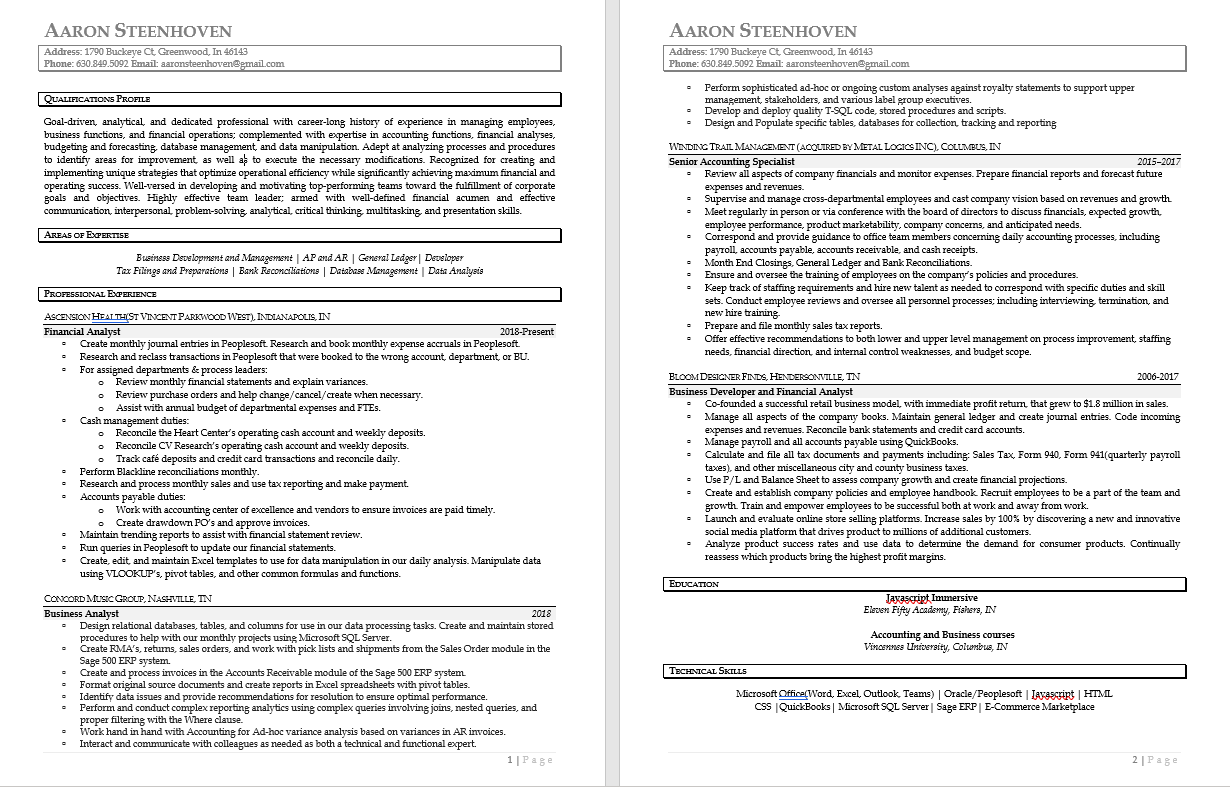 AARON STEENHOVEN
Address: 1790 Buckeye Ct, Greenwood, In 46143
Phone: 630.849.5092 Email: aaronsteenhoven@gmail.com
QUALIFICATIONS PROFILE
Goal-driven, analytical, and dedicated professional with career-long history of experience in managing employees,
business functions, and financial operations; complemented with expertise in accounting functions, financial analyses,
budgeting and forecasting, database management, and data manipulation. Adept at analyzing processes and procedures
to identify areas for improvement, as well as to execute the necessary modifications. Recognized for creating and
implementing unique strategies that optimize operational efficiency while significantly achieving maximum financial and
operating success. Well-versed in developing and motivating top-performing teams toward the fulfillment of corporate
goals and objectives. Highly effective team leader; armed with well-defined financial acumen and effective
communication, interpersonal, problem-solving, analytical, critical thinking, multitasking, and presentation skills.
AREAS OF EXPERTISE
Business Development and Management | AP and AR | General Ledger| Developer
Tax Filings and Preparations | Bank Reconciliations | Database Management | Data Analysis
PROFESSIONAL EXPERIENCE
ASCENSION HEALTH(ST VINCENT PARKWOOD WEST), INDIANAPOLIS, IN
Financial Analyst 2018-Present
▫ Create monthly journal entries in Peoplesoft. Research and book monthly expense accruals in Peoplesoft.
▫ Research and reclass transactions in Peoplesoft that were booked to the wrong account, department, or BU.
▫ For assigned departments & process leaders:
o Review monthly financial statements and explain variances.
o Review purchase orders and help change/cancel/create when necessary.
o Assist with annual budget of departmental expenses and FTEs.
▫ Cash management duties:
o Reconcile the Heart Center's operating cash account and weekly deposits.
o Reconcile CV Research's operating cash account and weekly deposits.
o Track café deposits and credit card transactions and reconcile daily.
▫ Perform Blackline reconciliations monthly.
▫ Research and process monthly sales and use tax reporting and make payment.
▫ Accounts payable duties:
o Work with accounting center of excellence and vendors to ensure invoices are paid timely.
o Create drawdown PO's and approve invoices.
▫ Maintain trending reports to assist with financial statement review.
▫ Run queries in Peoplesoft to update our financial statements.
▫ Create, edit, and maintain Excel templates to use for data manipulation in our daily analysis. Manipulate data
using VLOOKUP's, pivot tables, and other common formulas and functions.
CONCORD MUSIC GROUP, NASHVILLE, TN
Business Analyst 2018
▫ Design relational databases, tables, and columns for use in our data processing tasks. Create and maintain stored
procedures to help with our monthly projects using Microsoft SQL Server.
▫ Create RMA's, returns, sales orders, and work with pick lists and shipments from the Sales Order module in the
Sage 500 ERP system.
▫ Create and process invoices in the Accounts Receivable module of the Sage 500 ERP system.
▫ Format original source documents and create reports in Excel spreadsheets with pivot tables.
▫ Identify data issues and provide recommendations for resolution to ensure optimal performance.
▫ Perform and conduct complex reporting analytics using complex queries involving joins, nested queries, and
proper filtering with the Where clause.
▫ Work hand in hand with Accounting for Ad-hoc variance analysis based on variances in AR invoices.
▫ Interact and communicate with colleagues as needed as both a technical and functional expert.
1 | Page
AARON STEENHOVEN
Address: 1790 Buckeye Ct, Greenwood, In 46143
Phone: 630.849.5092 Email: aaronsteenhoven@gmail.com
▫ Perform sophisticated ad-hoc or ongoing custom analyses against royalty statements to support upper
management, stakeholders, and various label group executives.
▫ Develop and deploy quality T-SQL code, stored procedures and scripts.
▫ Design and Populate specific tables, databases for collection, tracking and reporting
WINDING TRAIL MANAGEMENT (ACQUIRED BY METAL LOGICS INC), COLUMBUS, IN
Senior Accounting Specialist 2015–2017
▫ Review all aspects of company financials and monitor expenses. Prepare financial reports and forecast future
expenses and revenues.
▫ Supervise and manage cross-departmental employees and cast company vision based on revenues and growth.
▫ Meet regularly in person or via conference with the board of directors to discuss financials, expected growth,
employee performance, product marketability, company concerns, and anticipated needs.
▫ Correspond and provide guidance to office team members concerning daily accounting processes, including
payroll, accounts payable, accounts receivable, and cash receipts.
▫ Month End Closings, General Ledger and Bank Reconciliations.
▫ Ensure and oversee the training of employees on the company's policies and procedures.
▫ Keep track of staffing requirements and hire new talent as needed to correspond with specific duties and skill
sets. Conduct employee reviews and oversee all personnel processes; including interviewing, termination, and
new hire training.
▫ Prepare and file monthly sales tax reports.
▫ Offer effective recommendations to both lower and upper level management on process improvement, staffing
needs, financial direction, and internal control weaknesses, and budget scope.
BLOOM DESIGNER FINDS, HENDERSONVILLE, TN 2006-2017
Business Developer and Financial Analyst
▫ Co-founded a successful retail business model, with immediate profit return, that grew to $1.8 million in sales.
▫ Manage all aspects of the company books. Maintain general ledger and create journal entries. Code incoming
expenses and revenues. Reconcile bank statements and credit card accounts.
▫ Manage payroll and all accounts payable using QuickBooks.
▫ Calculate and file all tax documents and payments including: Sales Tax, Form 940, Form 941(quarterly payroll
taxes), and other miscellaneous city and county business taxes.
▫ Use P/L and Balance Sheet to assess company growth and create financial projections.
▫ Create and establish company policies and employee handbook. Recruit employees to be a part of the team and
growth. Train and empower employees to be successful both at work and away from work.
▫ Launch and evaluate online store selling platforms. Increase sales by 100% by discovering a new and innovative
social media platform that drives product to millions of additional customers.
▫ Analyze product success rates and use data to determine the demand for consumer products. Continually
reassess which products bring the highest profit margins.
EDUCATION
Javascript Immersive
Eleven Fifty Academy, Fishers, IN
Accounting and Business courses
Vincennes University, Columbus, IN
TECHNICAL SKILLS
Microsoft Office(Word, Excel, Outlook, Teams) | Oracle/Peoplesoft | Javascript | HTML
CSS |QuickBooks| Microsoft SQL Server| Sage ERP| E-Commerce Marketplace
2 | Page